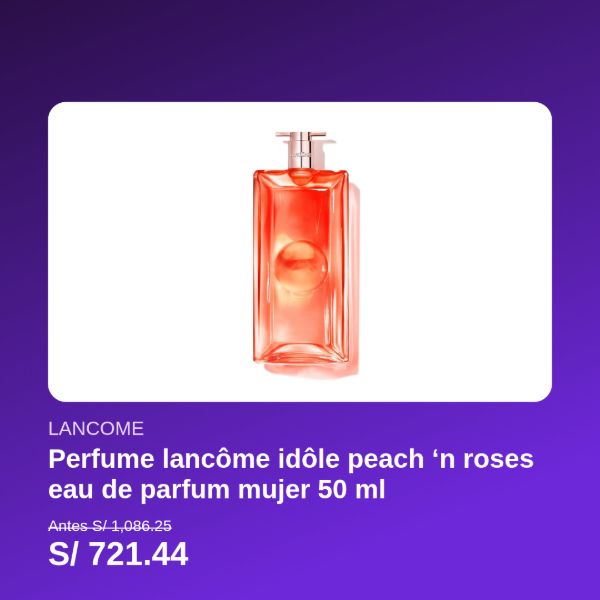 LANCOME
Perfume lancôme idôle peach ‘n roses
eau de parfum mujer 50 ml
Antes S/ 1,086.25
S/ 721.44